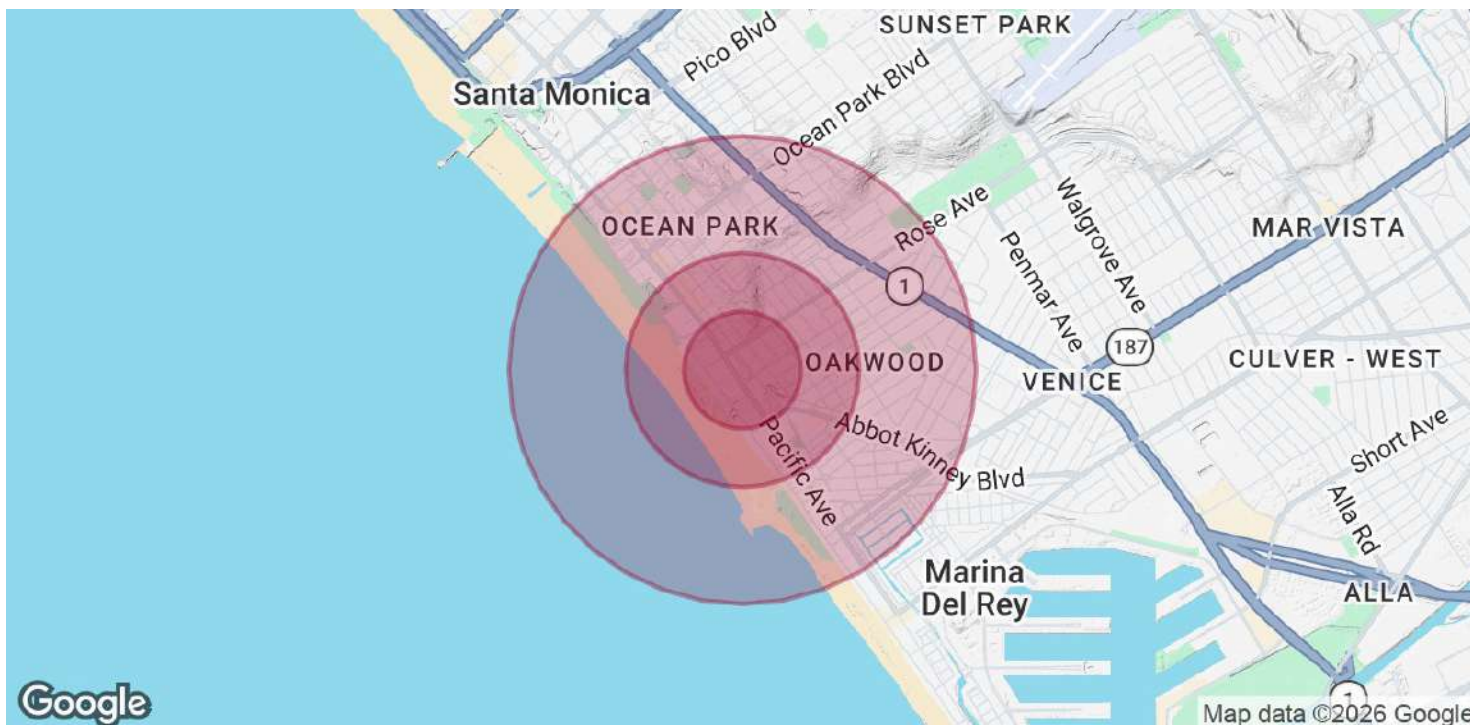 SUNSET PARK
Pico Blvd
Santa Monica
Ocean Park Blvd
OCEAN PARK
Rose Ave
Walgrove Ave
MAR VISTA
Penmar Ave
1
187
OAKWOOD
VENICE
CULVER - WEST
Abbot Kinney Blvd
Pacific Ave
Short Ave
Alla Rd
Marina
Del Rey
ALLA
1
Google
Map data ©2026 Google